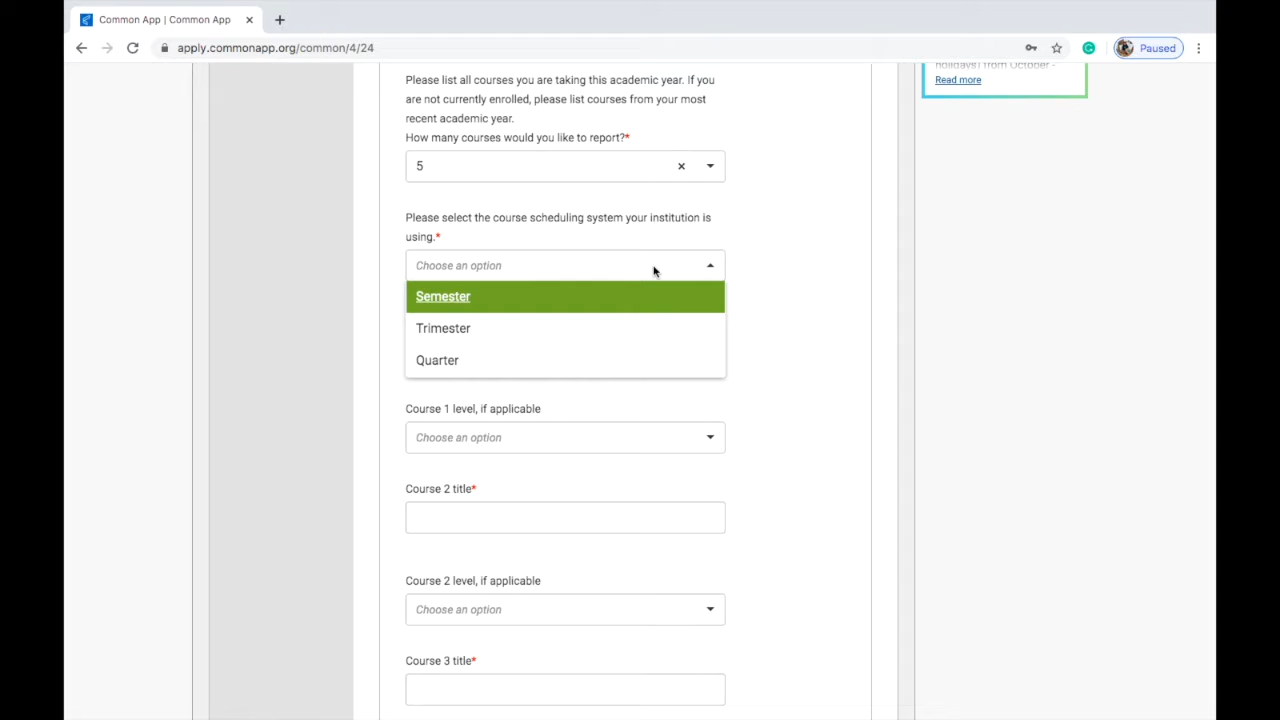 Common App | Common App
apply.commonapp.org/common/4/24
Paused
holidays) from October -
Read more
Please list all courses you are taking this academic year. If you
are not currently enrolled, please list courses from your most
recent academic year.
How many courses would you like to report?*
5
Please select the course scheduling system your institution is
using.*
Choose an option
Semester
Trimester
Quarter
Course 1 level, if applicable
Choose an option
Course 2 title*
Course 2 level, if applicable
Choose an option
Course 3 title*